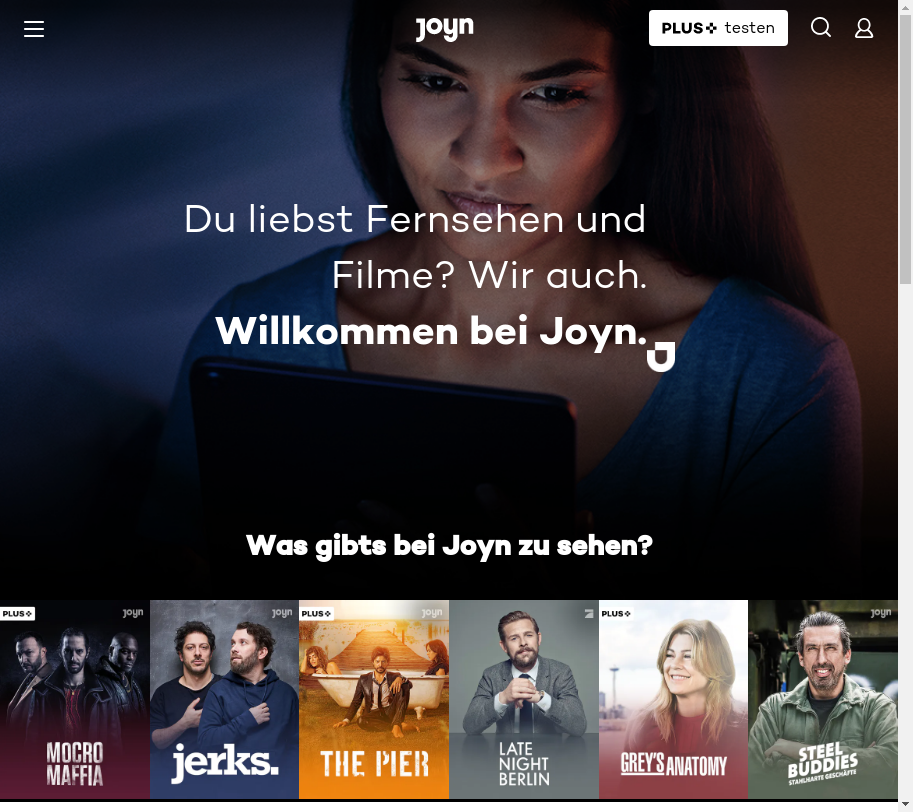 joyn
PLUS+ testen
Du liebst Fernsehen und
Filme? Wir auch.
Willkommen bei Joyn.
Was gibts bei Joyn zu sehen?
PLUS+
joyn
MOCRO
MAFFIA
joyn
jerks.
PLUS+
joyn
THE PIER
LATE
NIGHT
BERLIN
PLUS+
GREY'S ANATOMY
joyn
STEEL
BUDDIES
STAHLHARTE GESCHÄFTE